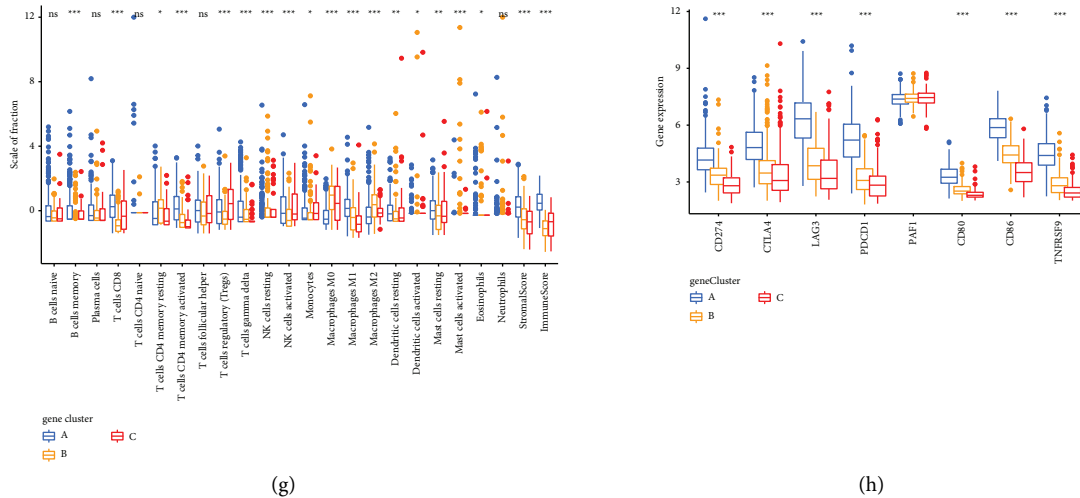 ns *** ns *** ns * *** ns *** *** *** *** * *** *** *** ** * ** *** * ns *** ***
12
8
4
0
Scale of fraction
B cells naive
B cells memory
Plasma cells
T cells CD8
T cells CD4 naive
T cells CD4 memory resting
T cells CD4 memory activated
T cells follicular helper
T cells regulatory (Tregs)
T cells gamma delta
NK cells resting
NK cells activated
Monocytes
Macrophages M0
Macrophages M1
Macrophages M2
Dendritic cells resting
Dendritic cells activated
Mast cells resting
Mast cells activated
Eosinophils
Neutrophils
StromalScore
ImmuneScore
gene cluster
A
B
C
(g)
*** *** *** *** *** *** ***
12
9
6
3
Gene expression
CD274
CTLA4
LAG3
PDCD1
PAF1
CD80
CD86
TNFRSF9
geneCluster
A
B
C
(h)